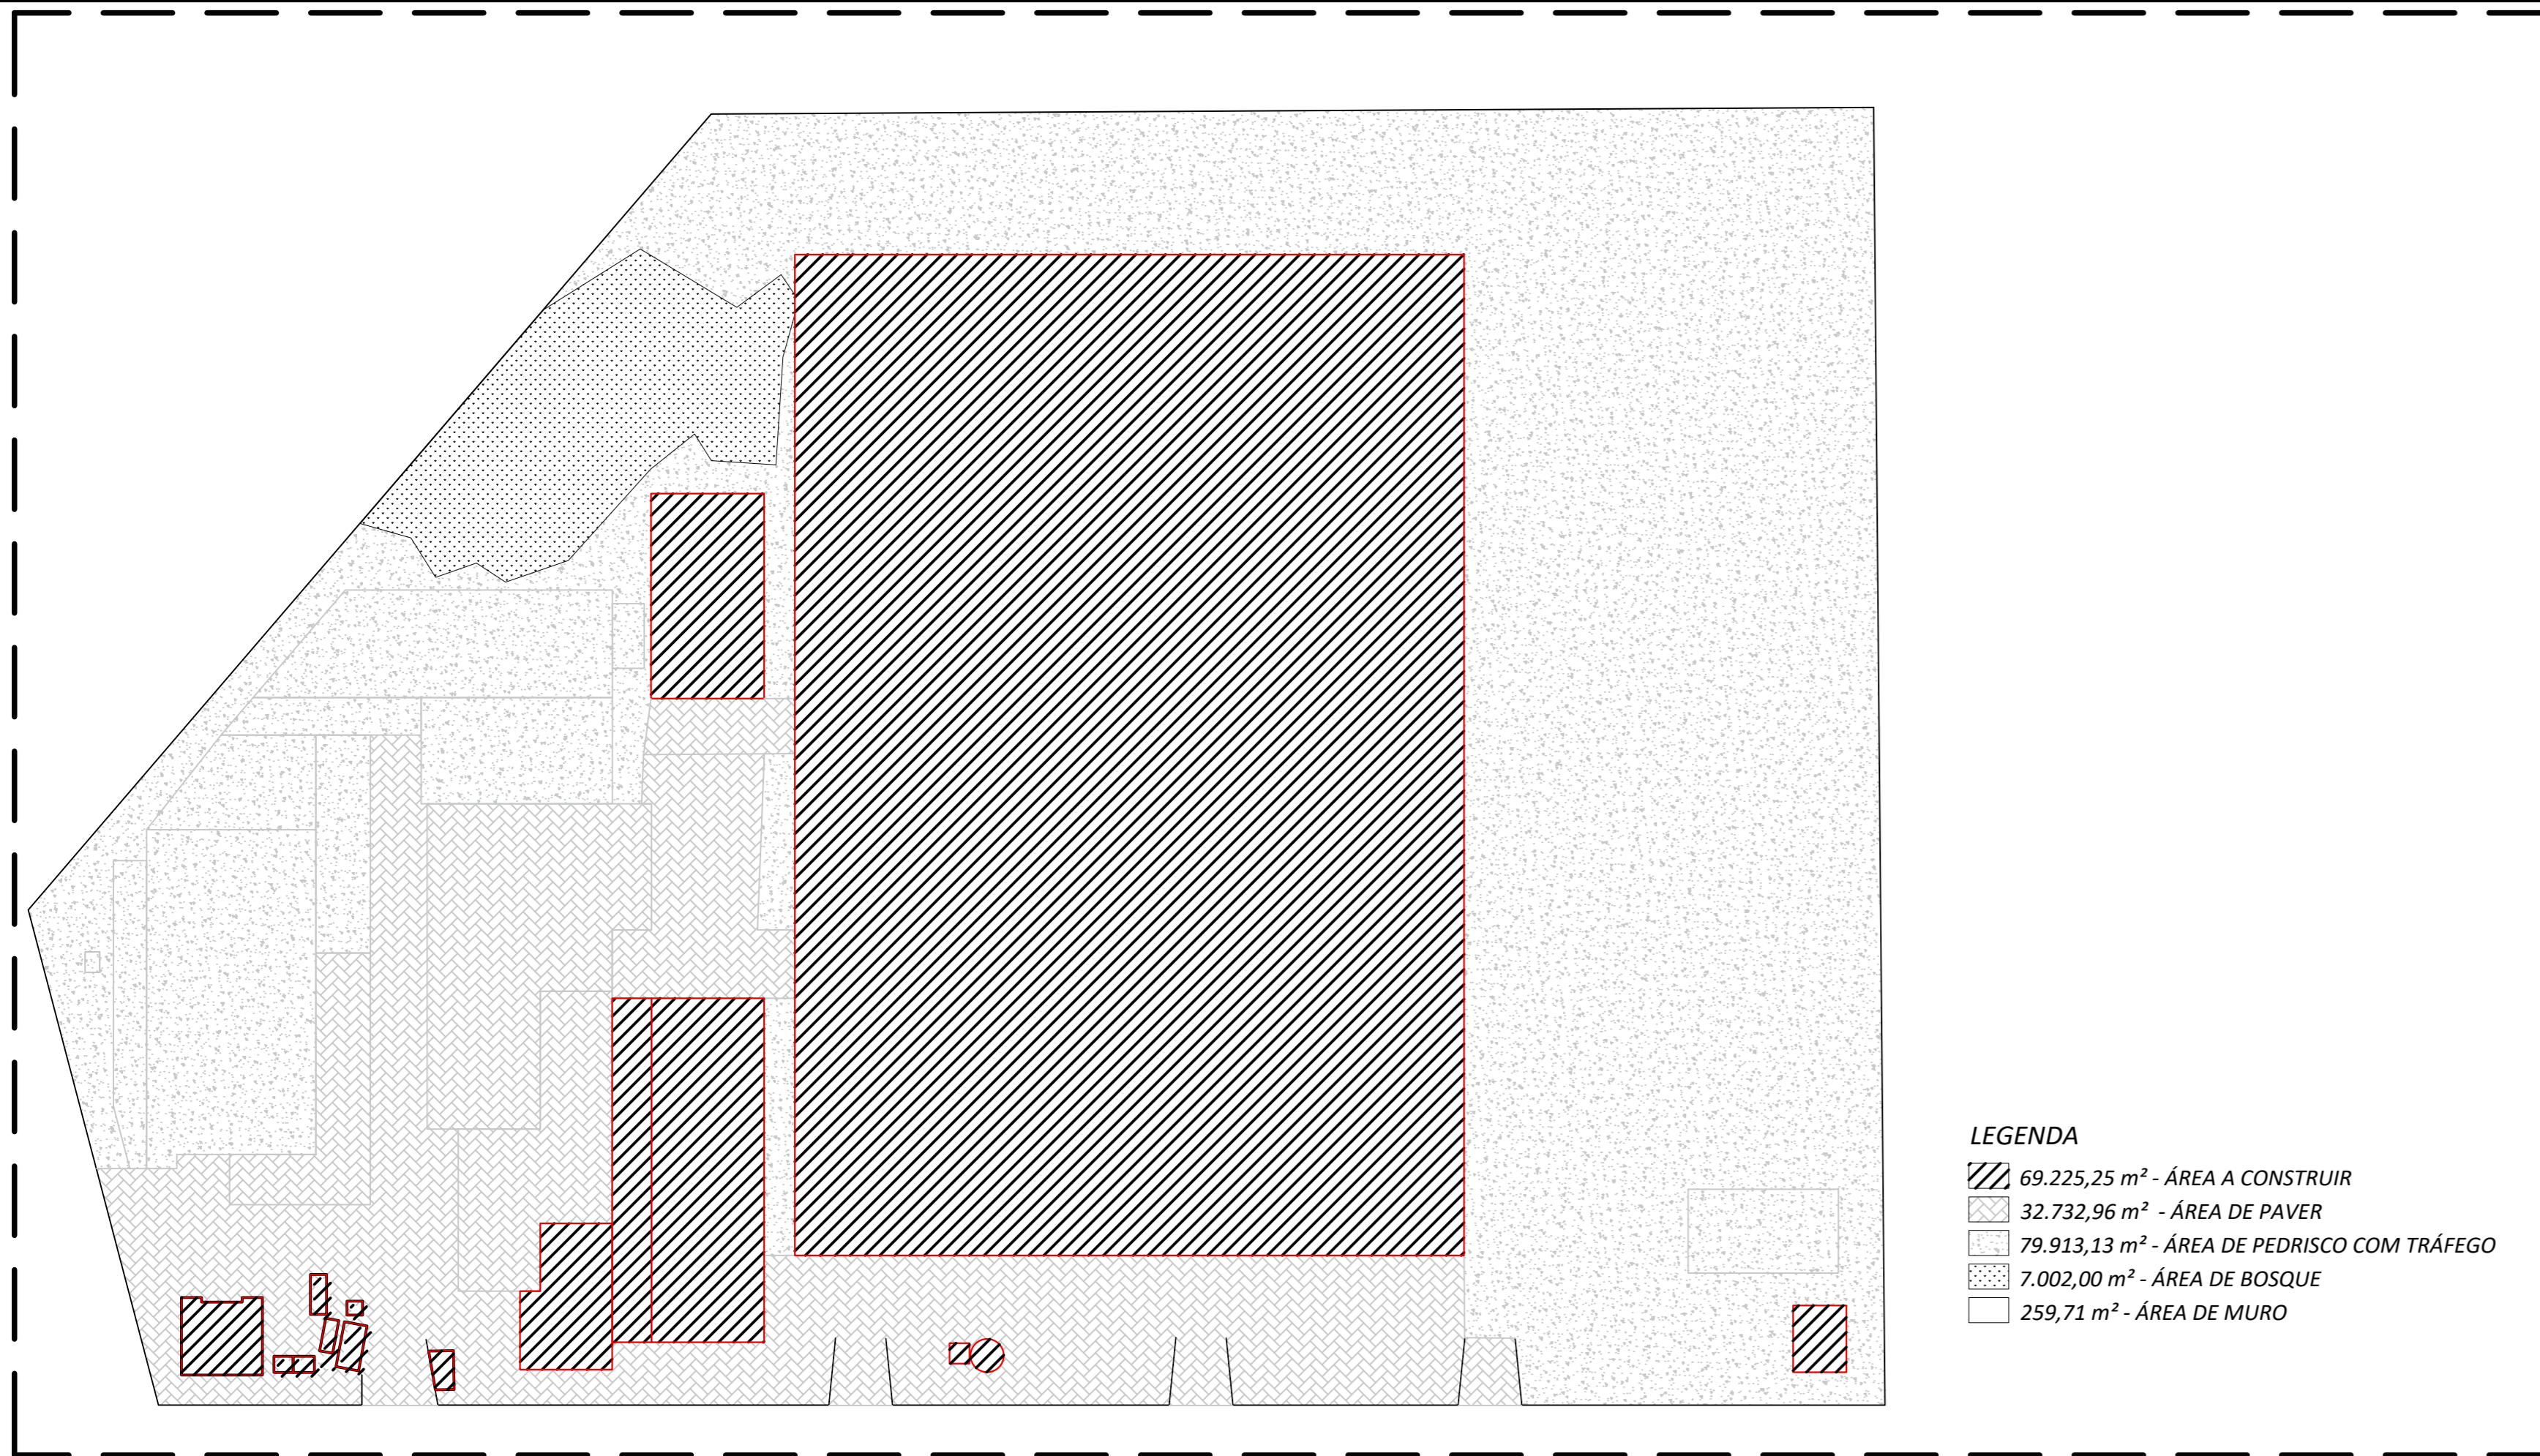 LEGENDA
69.225,25 m² - ÁREA A CONSTRUIR
32.732,96 m² - ÁREA DE PAVER
79.913,13 m² - ÁREA DE PEDRISCO COM TRÁFEGO
7.002,00 m² - ÁREA DE BOSQUE
259,71 m² - ÁREA DE MURO